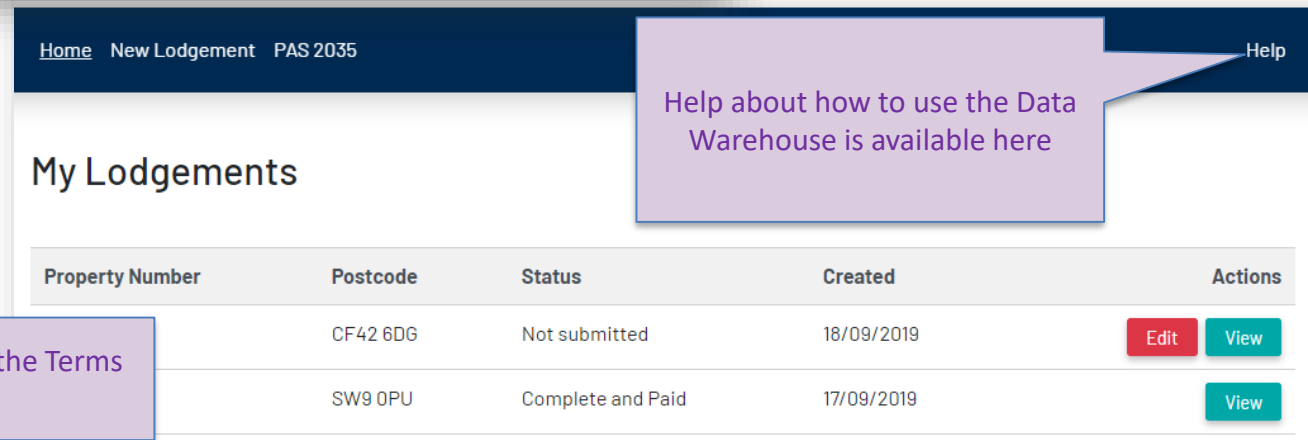 Home New Lodgement PAS 2035 Help
Help about how to use the Data
Warehouse is available here
My Lodgements
Property Number Postcode Status Created Actions
CF42 6DG Not submitted 18/09/2019 Edit View
the Terms
SW9 0PU Complete and Paid 17/09/2019 View